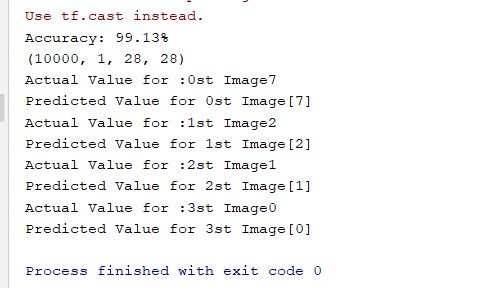 Use tf.cast instead.
Accuracy: 99.13%
(10000, 1, 28, 28)
Actual Value for :0st Image7
Predicted Value for 0st Image[7]
Actual Value for :1st Image2
Predicted Value for 1st Image[2]
Actual Value for :2st Image1
Predicted Value for 2st Image[1]
Actual Value for :3st Image0
Predicted Value for 3st Image[0]
Process finished with exit code 0